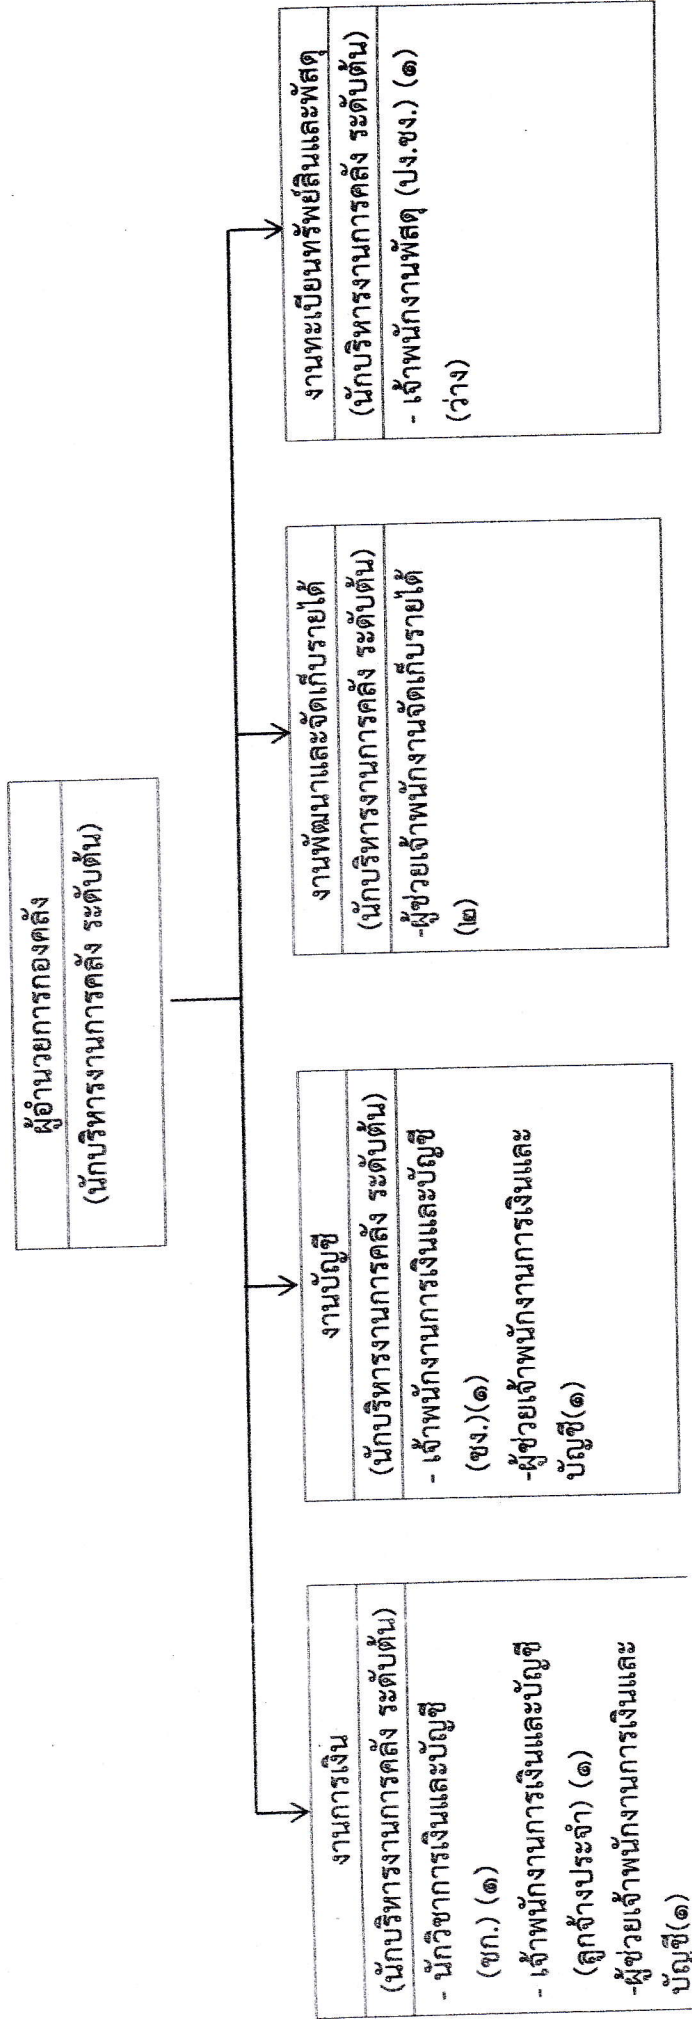 ผู้อำนวยการกองคลัง
(นักบริหารงานการคลัง ระดับต้น)
งานการเงิน
(นักบริหารงานการคลัง ระดับต้น)
- นักวิชาการเงินและบัญชี
(ชก.) (๑)
- เจ้าพนักงานการเงินและบัญชี
(ลูกจ้างประจำ) (๑)
-ผู้ช่วยเจ้าพนักงานการเงินและ
บัญชี(๑)
งานบัญชี
(นักบริหารงานการคลัง ระดับต้น)
- เจ้าพนักงานการเงินและบัญชี
(ชง.)(๑)
-ผู้ช่วยเจ้าพนักงานการเงินและ
บัญชี(๑)
งานพัฒนาและจัดเก็บรายได้
(นักบริหารงานการคลัง ระดับต้น)
-ผู้ช่วยเจ้าพนักงานจัดเก็บรายได้
(๒)
งานทะเบียนทรัพย์สินและพัสดุ
(นักบริหารงานการคลัง ระดับต้น)
- เจ้าพนักงานพัสดุ (ปง.ชง.) (๑)
(ว่าง)